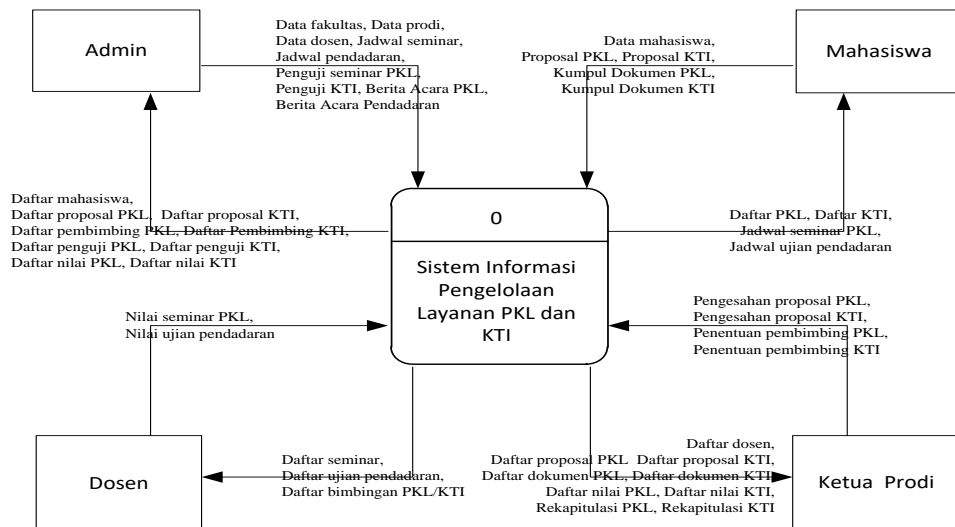 Admin
Data fakultas, Data prodi,
Data dosen, Jadwal seminar,
Jadwal pendadaran,
Penguji seminar PKL,
Penguji KTI, Berita Acara PKL,
Berita Acara Pendadaran
Data mahasiswa,
Proposal PKL, Proposal KTI,
Kumpul Dokumen PKL,
Kumpul Dokumen KTI
Mahasiswa
Daftar mahasiswa,
Daftar proposal PKL, Daftar proposal KTI,
Daftar pembimbing PKL, Daftar Pembimbing KTI,
Daftar penguji PKL, Daftar penguji KTI,
Daftar nilai PKL, Daftar nilai KTI
0
Sistem Informasi
Pengelolaan
Layanan PKL dan
KTI
Daftar PKL, Daftar KTI,
Jadwal seminar PKL,
Jadwal ujian pendadaran
Nilai seminar PKL,
Nilai ujian pendadaran
Pengesahan proposal PKL,
Pengesahan proposal KTI,
Penentuan pembimbing PKL,
Penentuan pembimbing KTI
Dosen
Daftar seminar,
Daftar ujian pendadaran,
Daftar bimbingan PKL/KTI
Daftar dosen,
Daftar proposal PKL Daftar proposal KTI,
Daftar dokumen PKL, Daftar dokumen KTI
Daftar nilai PKL, Daftar nilai KTI,
Rekapitulasi PKL, Rekapitulasi KTI
Ketua Prodi